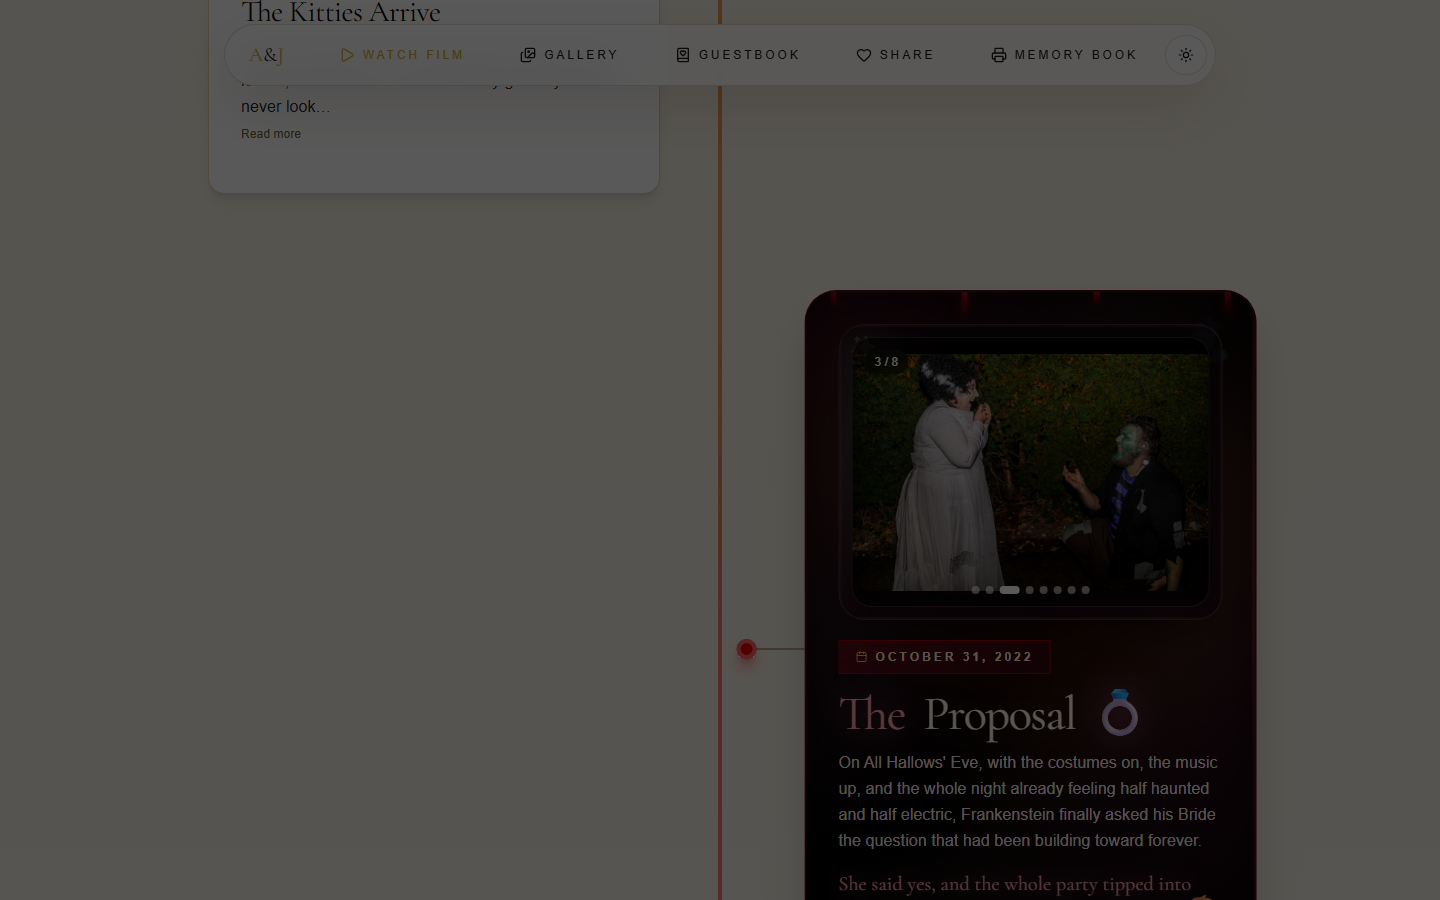 The Kitties Arrive
A&J
WATCH FILM
GALLERY
GUESTBOOK
SHARE
MEMORY BOOK
never look...
Read more
3/8
OCTOBER 31, 2022
The Proposal
On All Hallows' Eve, with the costumes on, the music
up, and the whole night already feeling half haunted
and half electric, Frankenstein finally asked his Bride
the question that had been building toward forever.
She said yes, and the whole party tipped into